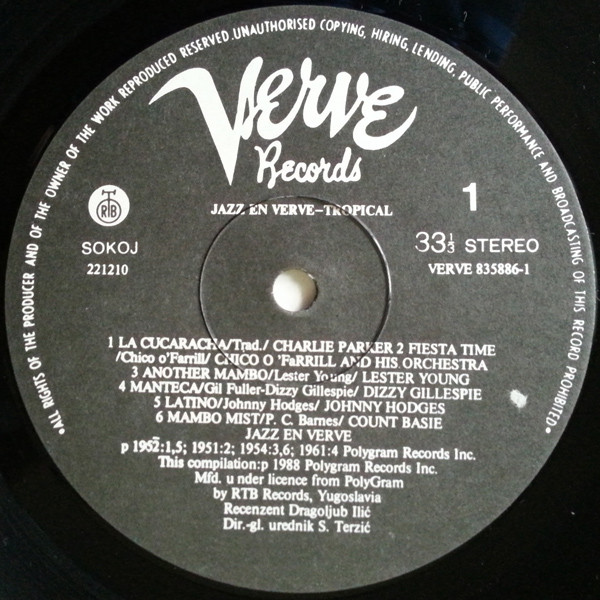 •ALL RIGHTS OF THE PRODUCER AND OF THE OWNER OF THE WORK REPRODUCED RESERVED. UNAUTHORISED COPYING, HIRING, LENDING, PUBLIC PERFORMANCE AND BROADCASTING OF THIS RECORD PROHIBITED•
Verve
Records
JAZZ EN VERVE–TROPICAL
RTB
1
SOKOJ
33⅓ STEREO
221210
VERVE 835886-1
1 LA CUCARACHA/Trad./ CHARLIE PARKER 2 FIESTA TIME
/Chico o'Farrill/ CHICO O 'FaRRILL AND HIS ORCHESTRA
3 ANOTHER MAMBO/Lester Young/ LESTER YOUNG
4 MANTECA/Gil Fuller-Dizzy Gillespie/ DIZZY GILLESPIE
5 LATINO/Johnny Hodges/ JOHNNY HODGES
6 MAMBO MIST/P. C. Barnes/ COUNT BASIE
JAZZ EN VERVE
p 1952:1,5; 1951:2; 1954:3,6; 1961:4 Polygram Records Inc.
This compilation:p 1988 Polygram Records Inc.
Mfd. u nder licence from PolyGram
by RTB Records, Yugoslavia
Recenzent Dragoljub Ilić
Dir.-gl. urednik S. Terzić